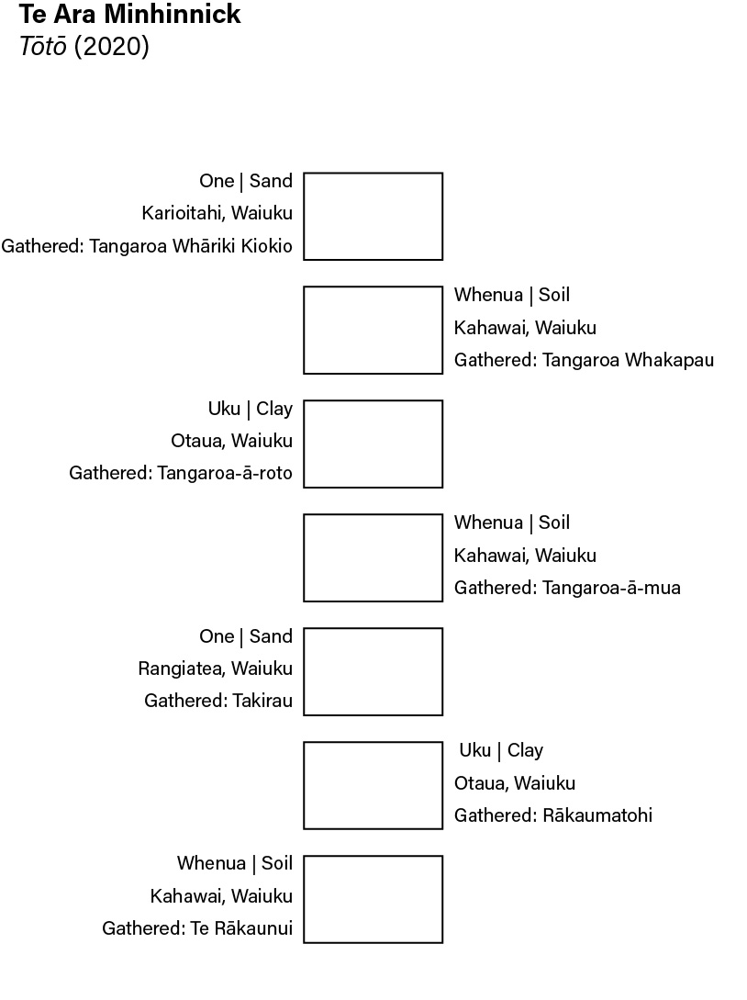 Te Ara Minhinnick
Tōtō (2020)
One | Sand
Karioitahi, Waiuku
Gathered: Tangaroa Whāriki Kiokio
Whenua | Soil
Kahawai, Waiuku
Gathered: Tangaroa Whakapau
Uku | Clay
Otaua, Waiuku
Gathered: Tangaroa-ā-roto
Whenua | Soil
Kahawai, Waiuku
Gathered: Tangaroa-ā-mua
One | Sand
Rangiatea, Waiuku
Gathered: Takirau
Uku | Clay
Otaua, Waiuku
Gathered: Rākaumatohi
Whenua | Soil
Kahawai, Waiuku
Gathered: Te Rākaunui